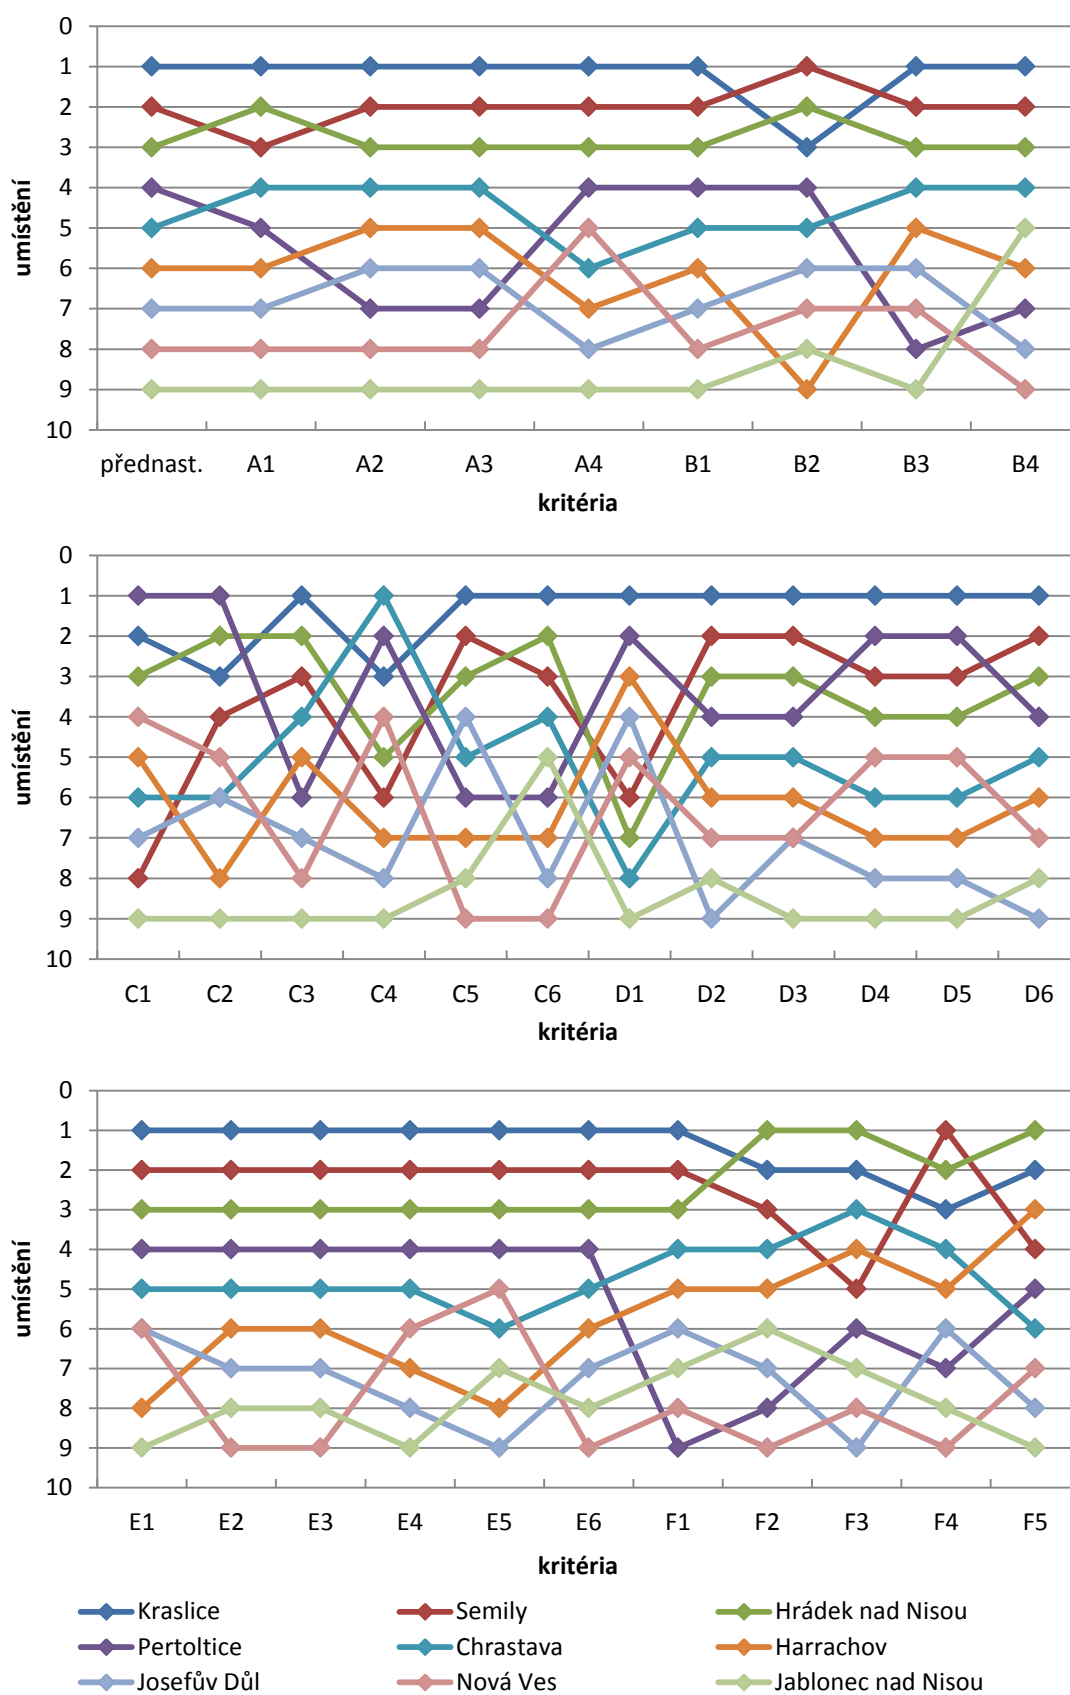 0
1
2
3
4
5
6
7
8
9
10
umístění
přednast. A1 A2 A3 A4 B1 B2 B3 B4
kritéria
0
1
2
3
4
5
6
7
8
9
10
umístění
C1 C2 C3 C4 C5 C6 D1 D2 D3 D4 D5 D6
kritéria
0
1
2
3
4
5
6
7
8
9
10
umístění
E1 E2 E3 E4 E5 E6 F1 F2 F3 F4 F5
kritéria
Kraslice Semily Hrádek nad Nisou
Pertoltice Chrastava Harrachov
Josefův Důl Nová Ves Jablonec nad Nisou